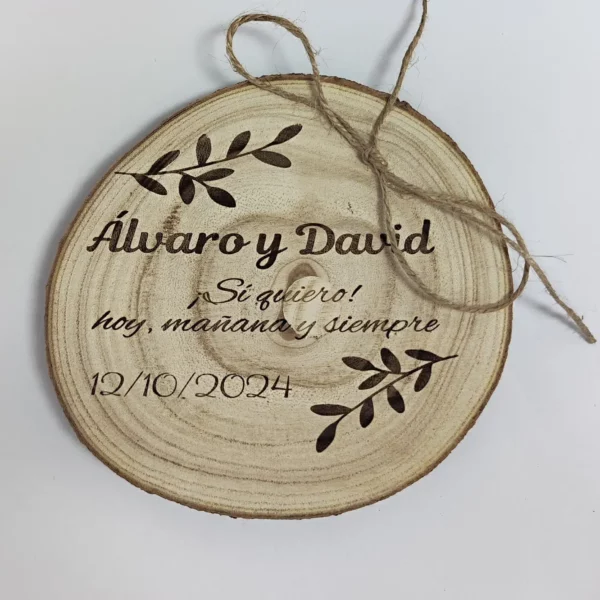 Álvaro y David
¡Sí quiero!
hoy, mañana y siempre
12/10/2024